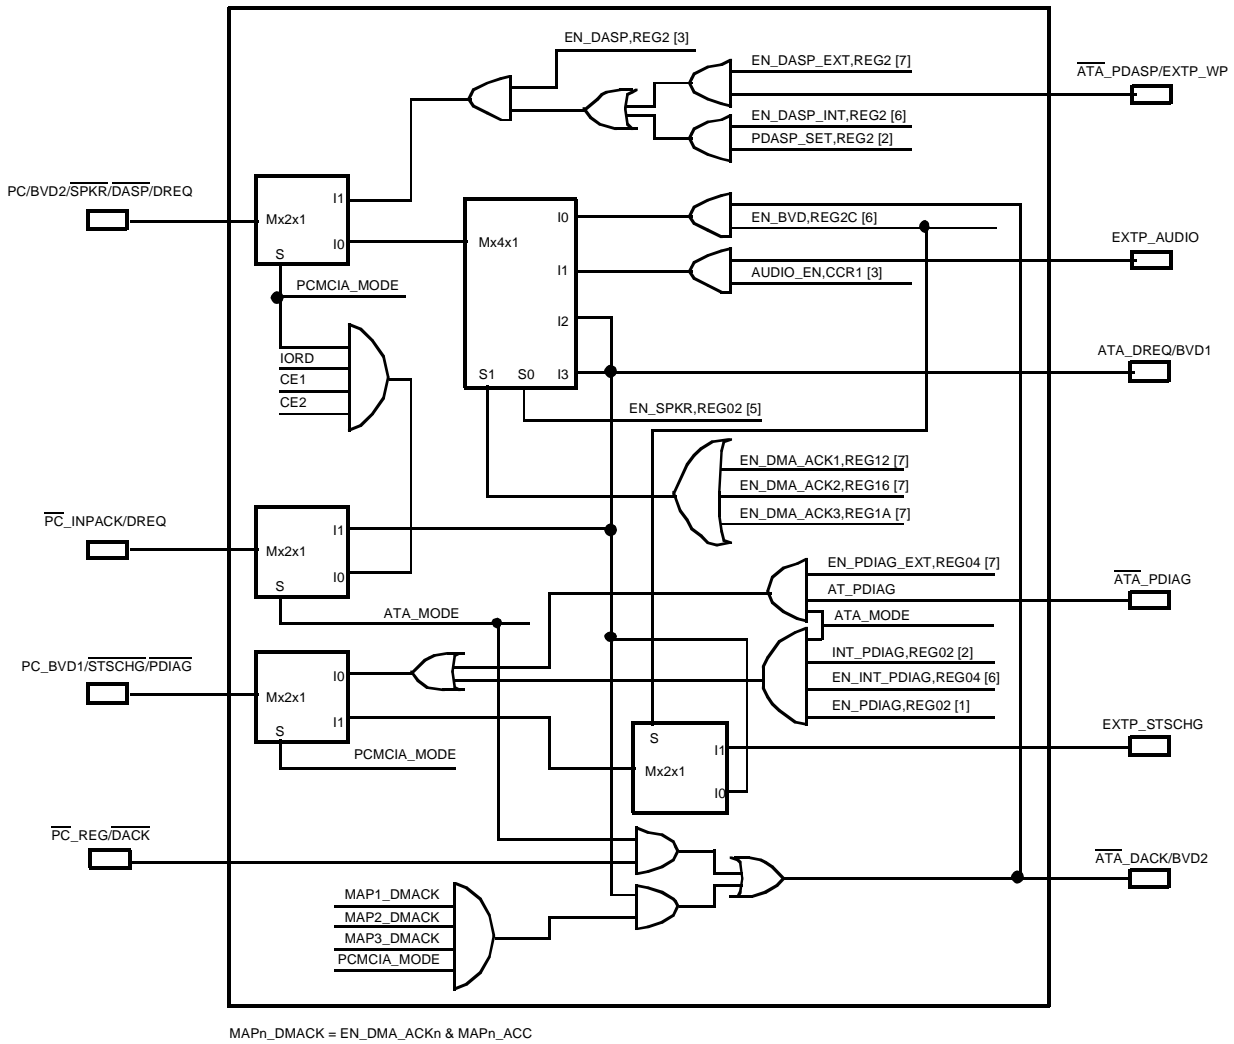 EN_DASP,REG2 [3]
EN_DASP_EXT,REG2 [7]
ATA_PDASP/EXTP_WP
EN_DASP_INT,REG2 [6]
PDASP_SET,REG2 [2]
PC/BVD2/SPKR/DASP/DREQ
I1
Mx2x1
I0
S
PCMCIA_MODE
I0
Mx4x1
I1
I2
I3
S1
S0
EN_BVD,REG2C [6]
EXTP_AUDIO
AUDIO_EN,CCR1 [3]
ATA_DREQ/BVD1
IORD
CE1
CE2
EN_SPKR,REG02 [5]
EN_DMA_ACK1,REG12 [7]
EN_DMA_ACK2,REG16 [7]
EN_DMA_ACK3,REG1A [7]
PC_INPACK/DREQ
I1
Mx2x1
I0
S
ATA_MODE
EN_PDIAG_EXT,REG04 [7]
ATA_PDIAG
AT_PDIAG
ATA_MODE
INT_PDIAG,REG02 [2]
EN_INT_PDIAG,REG04 [6]
EN_PDIAG,REG02 [1]
PC_BVD1/STSCHG/PDIAG
I0
Mx2x1
I1
S
PCMCIA_MODE
S
I1
Mx2x1
I0
EXTP_STSCHG
PC_REG/DACK
ATA_DACK/BVD2
MAP1_DMACK
MAP2_DMACK
MAP3_DMACK
PCMCIA_MODE
MAPn_DMACK = EN_DMA_ACKn & MAPn_ACC